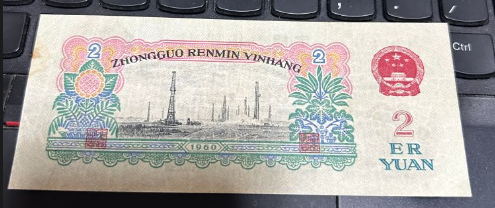 2
2
ZHONGGUO RENMIN YINHANG
1960
2
ER
YUAN
Ctrl